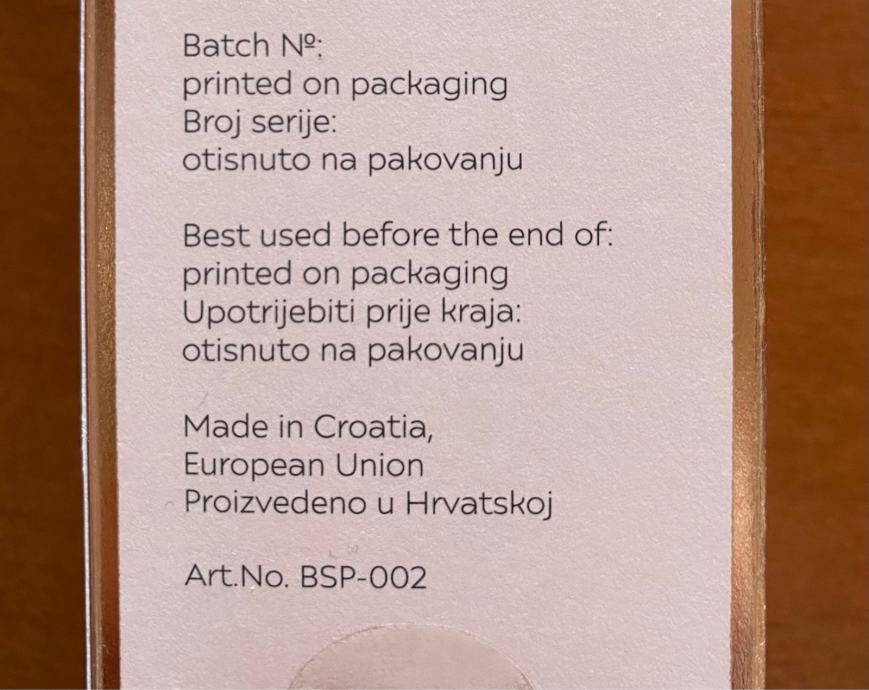 Batch Nº:
printed on packaging
Broj serije:
otisnuto na pakovanju
Best used before the end of:
printed on packaging
Upotrijebiti prije kraja:
otisnuto na pakovanju
Made in Croatia,
European Union
Proizvedeno u Hrvatskoj
Art.No. BSP-002